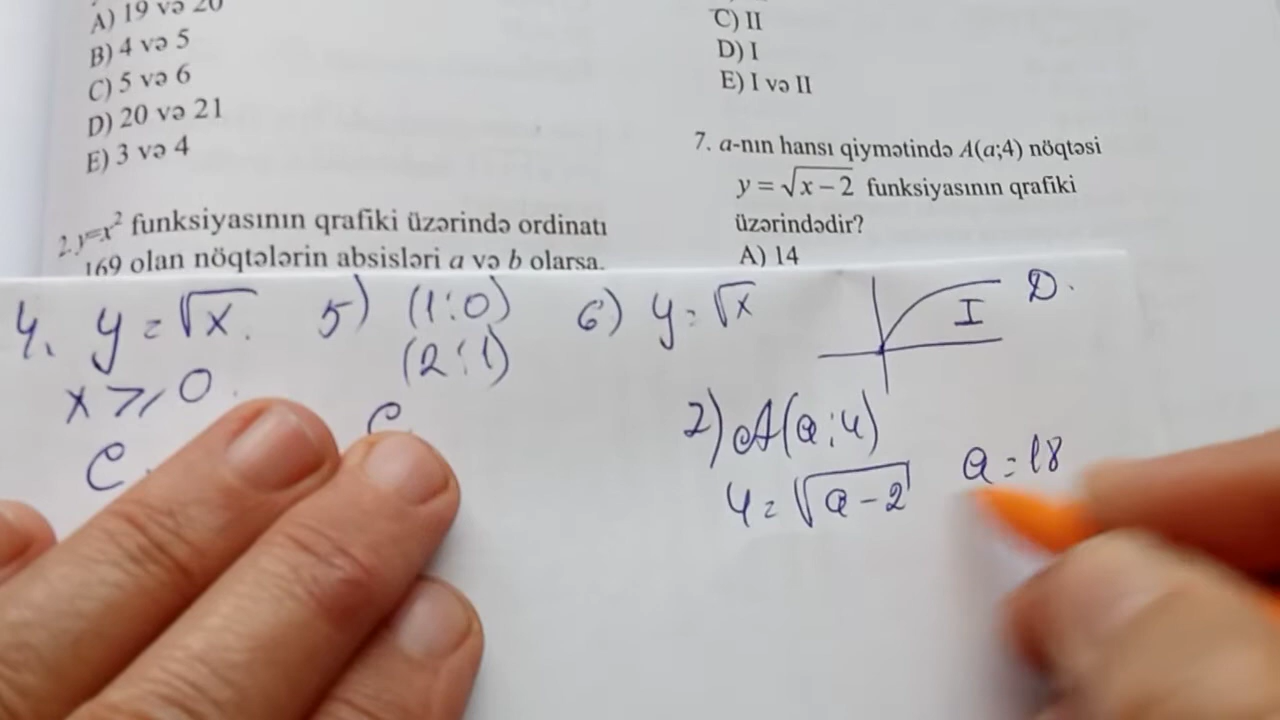 A) 19 və 20
B) 4 və 5
C) 5 və 6
D) 20 və 21
E) 3 və 4
2. y=x² funksiyasının qrafiki üzərində ordinatı
169 olan nöqtələrin absisləri a və b olarsa.
C) II
D) I
E) I və II
7. a-nın hansı qiymətində A(a;4) nöqtəsi
y = √x − 2 funksiyasının qrafiki
üzərindədir?
A) 14
4. y = √x.
x ⩾ 0.
C.
5) (1:0)
(2:1)
C
6) y = √x
I
D.
7) A(a:4)
4 = √a − 2
a = 18